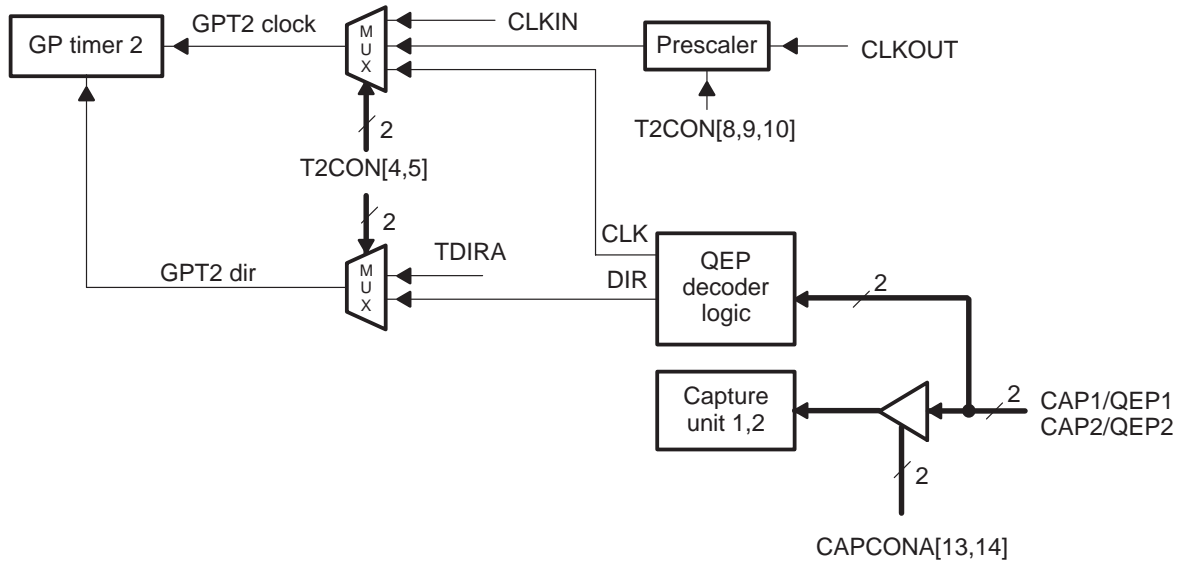 GP timer 2
GPT2 clock
MUX
CLKIN
Prescaler
CLKOUT
T2CON[8,9,10]
2
T2CON[4,5]
2
GPT2 dir
MUX
TDIRA
CLK
DIR
QEP
decoder
logic
2
Capture
unit 1,2
2
CAP1/QEP1
CAP2/QEP2
2
CAPCONA[13,14]